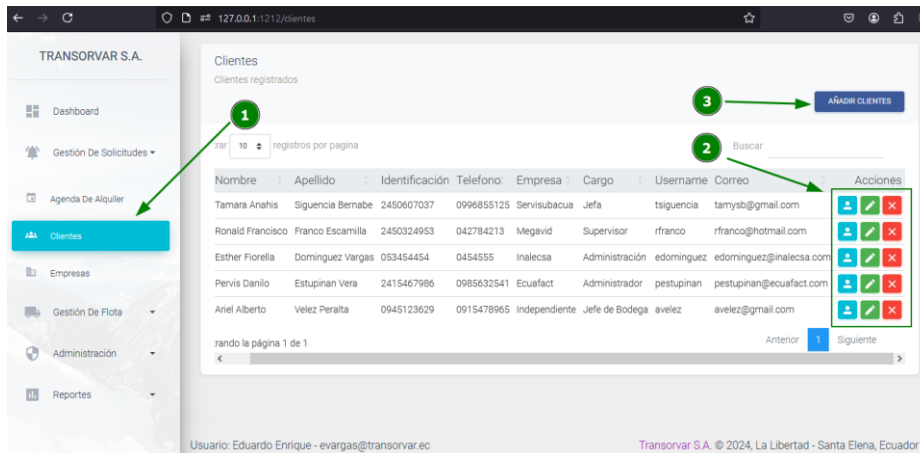 127.0.0.1:1212/clientes
TRANSORVAR S.A.
Dashboard
Gestión De Solicitudes
Agenda De Alquiler
Clientes
Empresas
Gestión De Flota
Administración
Reportes
Clientes
Clientes registrados
1
3
AÑADIR CLIENTES
rar 10 registros por pagina
2
Buscar
Nombre Apellido Identificación Telefono Empresa Cargo Username Correo Acciones
Tamara Anahis Siguencia Bernabe 2450607037 0996855125 Servisubacua Jefa tsiguencia tamysb@gmail.com
Ronald Francisco Franco Escamilla 2450324953 042784213 Megavid Supervisor rfranco rfranco@hotmail.com
Esther Fiorella Dominguez Vargas 053454454 0454555 Inalecsa Administración edominguez edominguez@inalecsa.com
Pervis Danilo Estupinan Vera 2415467986 0985632541 Ecuafact Administrador pestupinan pestupinan@ecuafact.com
Ariel Alberto Velez Peralta 0945123629 0915478965 Independiente Jefe de Bodega avelez avelez@gmail.com
rando la página 1 de 1
Anterior 1 Siguiente
Usuario: Eduardo Enrique - evargas@transorvar.ec
Transorvar S.A. © 2024, La Libertad - Santa Elena, Ecuador